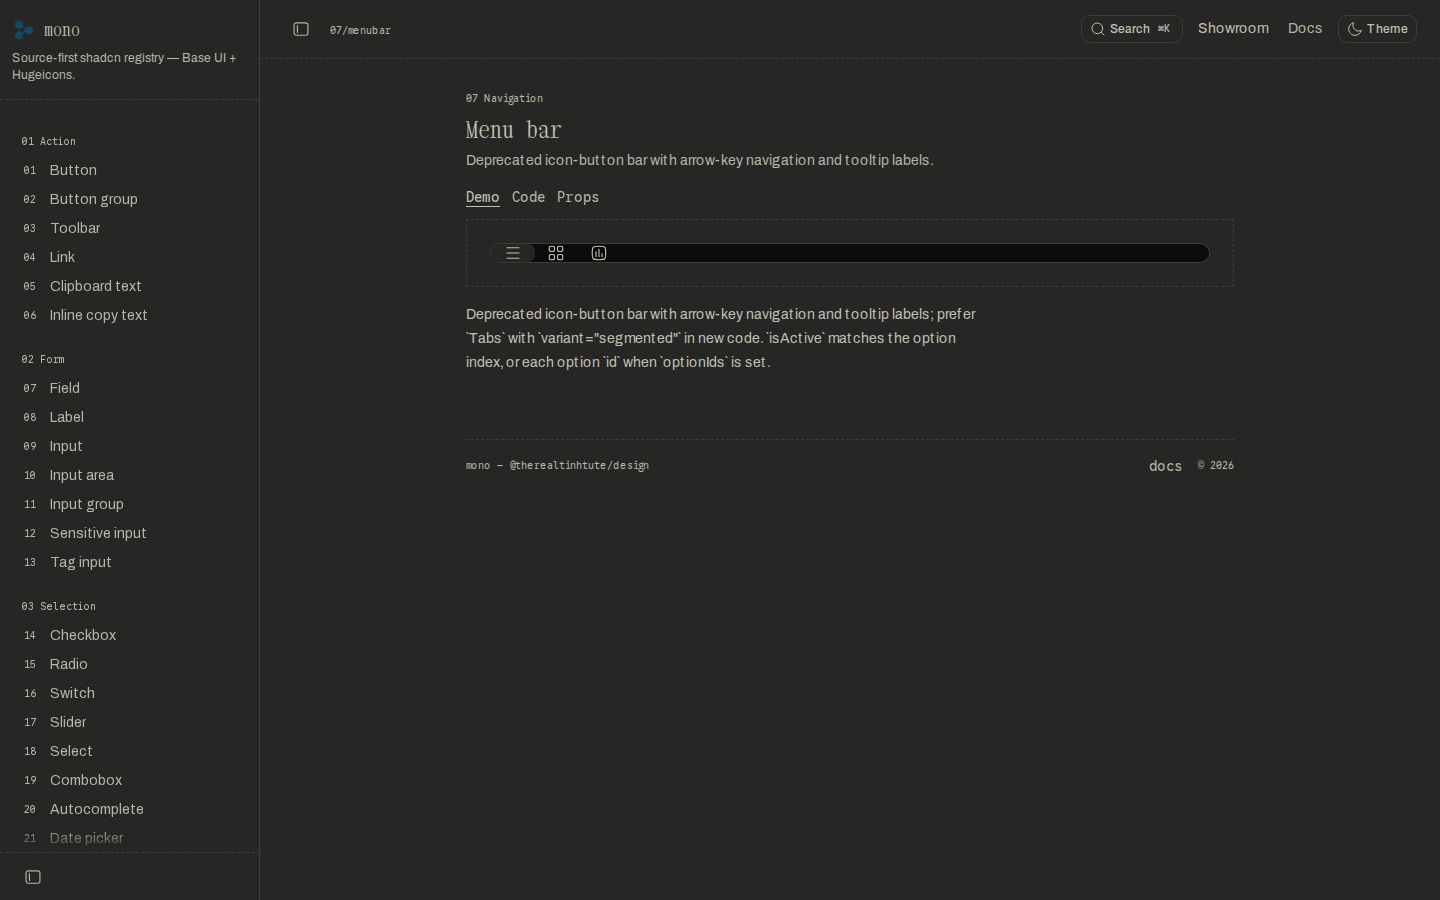 mono
Source-first shadcn registry — Base UI +
Hugeicons.
01 Action
01 Button
02 Button group
03 Toolbar
04 Link
05 Clipboard text
06 Inline copy text
02 Form
07 Field
08 Label
09 Input
10 Input area
11 Input group
12 Sensitive input
13 Tag input
03 Selection
14 Checkbox
15 Radio
16 Switch
17 Slider
18 Select
19 Combobox
20 Autocomplete
21 Date picker
07/menubar
Search ⌘K
Showroom
Docs
Theme
07 Navigation
Menu bar
Deprecated icon-button bar with arrow-key navigation and tooltip labels.
Demo Code Props
Deprecated icon-button bar with arrow-key navigation and tooltip labels; prefer
`Tabs` with `variant="segmented"` in new code. `isActive` matches the option
index, or each option `id` when `optionIds` is set.
mono — @therealtinhtute/design
docs © 2026